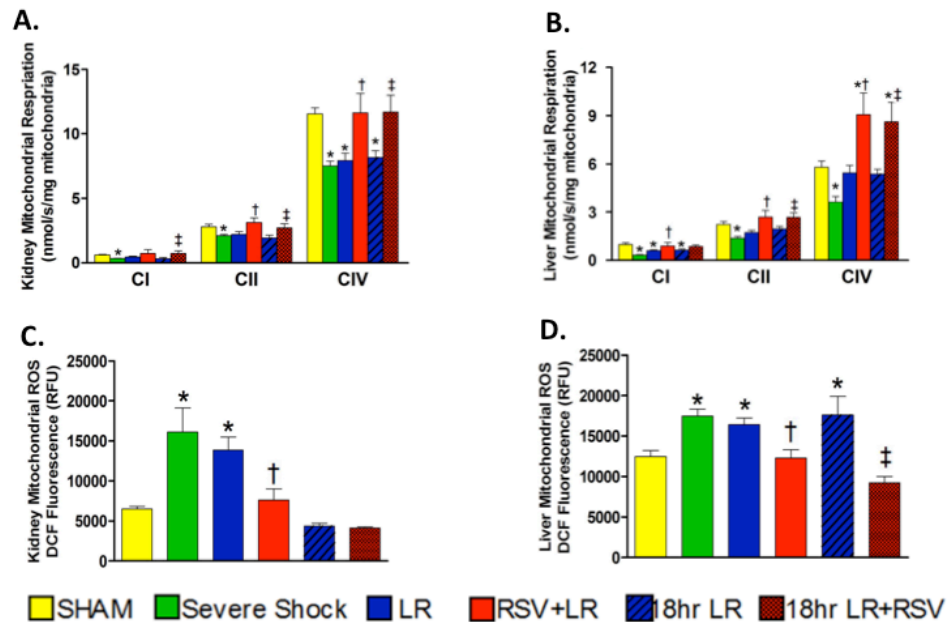 A.
Kidney Mitochondrial Respriation
(nmol/s/mg mitochondria)
15
10
5
0
* † ‡
* † ‡
* * † * ‡
CI CII CIV
B.
Liver Mitochondrial Respiration
(nmol/s/mg mitochondria)
12
9
6
3
0
* * † *
* † ‡
* *† *‡
CI CII CIV
C.
Kidney Mitochondrial ROS
DCF Fluorescence (RFU)
25000
20000
15000
10000
5000
0
* * †
D.
Liver Mitochondrial ROS
DCF Fluorescence (RFU)
25000
20000
15000
10000
5000
0
* * † * ‡
SHAM Severe Shock LR RSV+LR 18hr LR 18hr LR+RSV